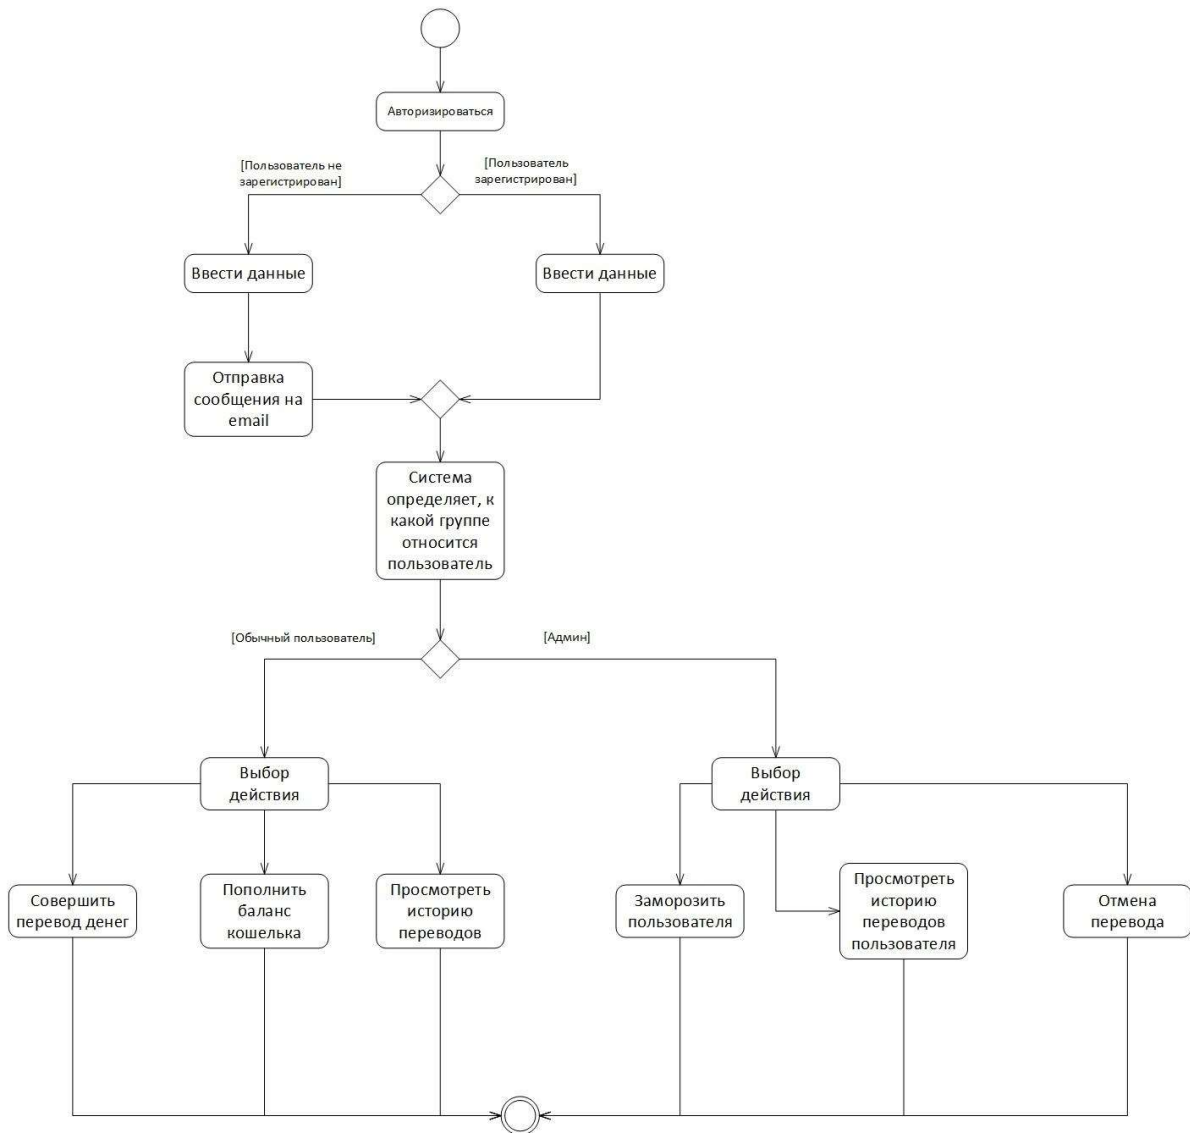 Авторизироваться
[Пользователь не
зарегистрирован]
[Пользователь
зарегистрирован]
Ввести данные
Ввести данные
Отправка
сообщения на
email
Система
определяет, к
какой группе
относится
пользователь
[Обычный пользователь]
[Админ]
Выбор
действия
Выбор
действия
Совершить
перевод денег
Пополнить
баланс
кошелька
Просмотреть
историю
переводов
Заморозить
пользователя
Просмотреть
историю
переводов
пользователя
Отмена
перевода